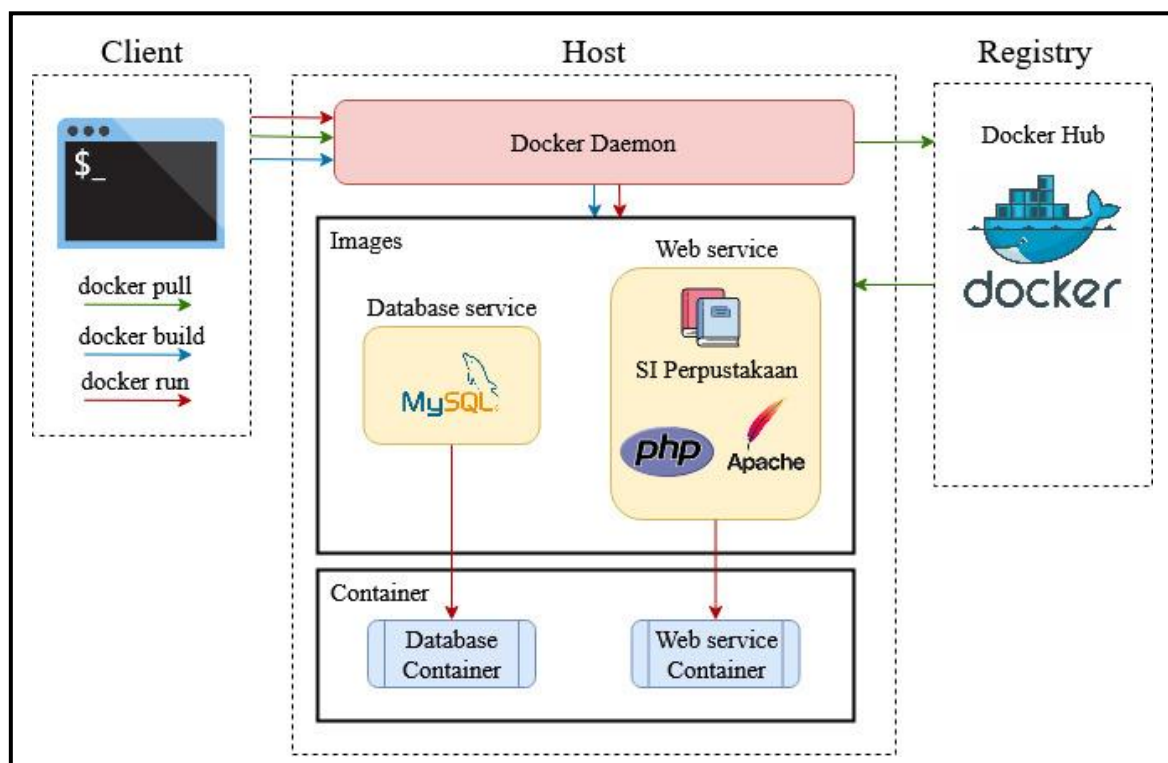 Client
Host
Registry
$_
docker pull
docker build
docker run
Docker Daemon
Images
Database service
MySQL
Web service
SI Perpustakaan
php
Apache
Container
Database
Container
Web service
Container
Docker Hub
docker